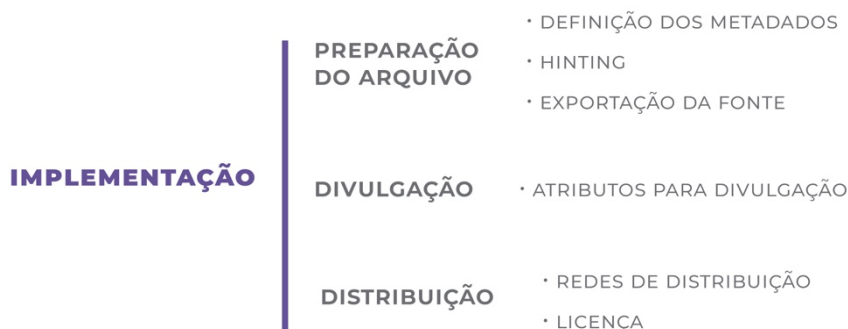 IMPLEMENTAÇÃO
PREPARAÇÃO
DO ARQUIVO
· DEFINIÇÃO DOS METADADOS
· HINTING
· EXPORTAÇÃO DA FONTE
DIVULGAÇÃO
· ATRIBUTOS PARA DIVULGAÇÃO
DISTRIBUIÇÃO
· REDES DE DISTRIBUIÇÃO
· LICENCA